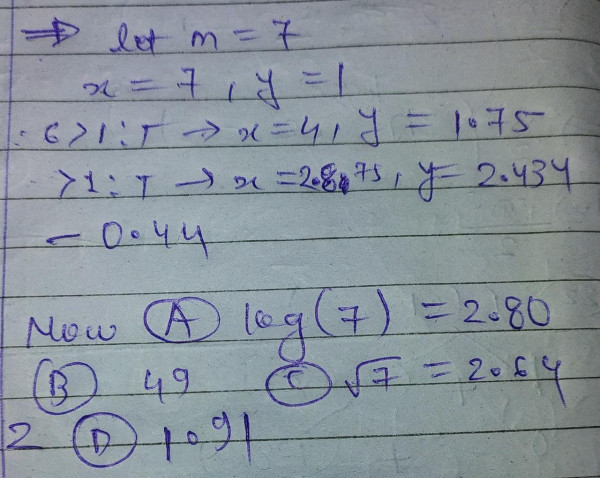 ⇒ let m = 7
x = 7, y = 1
: 6 > 1 : T → x = 4, y = 1.75
> 1 : T → x = 2.875, y = 2.434
- 0.44
Now (A) log(7) = 2.80
(B) 49 (C) √7 = 2.64
2 (D) 1.91